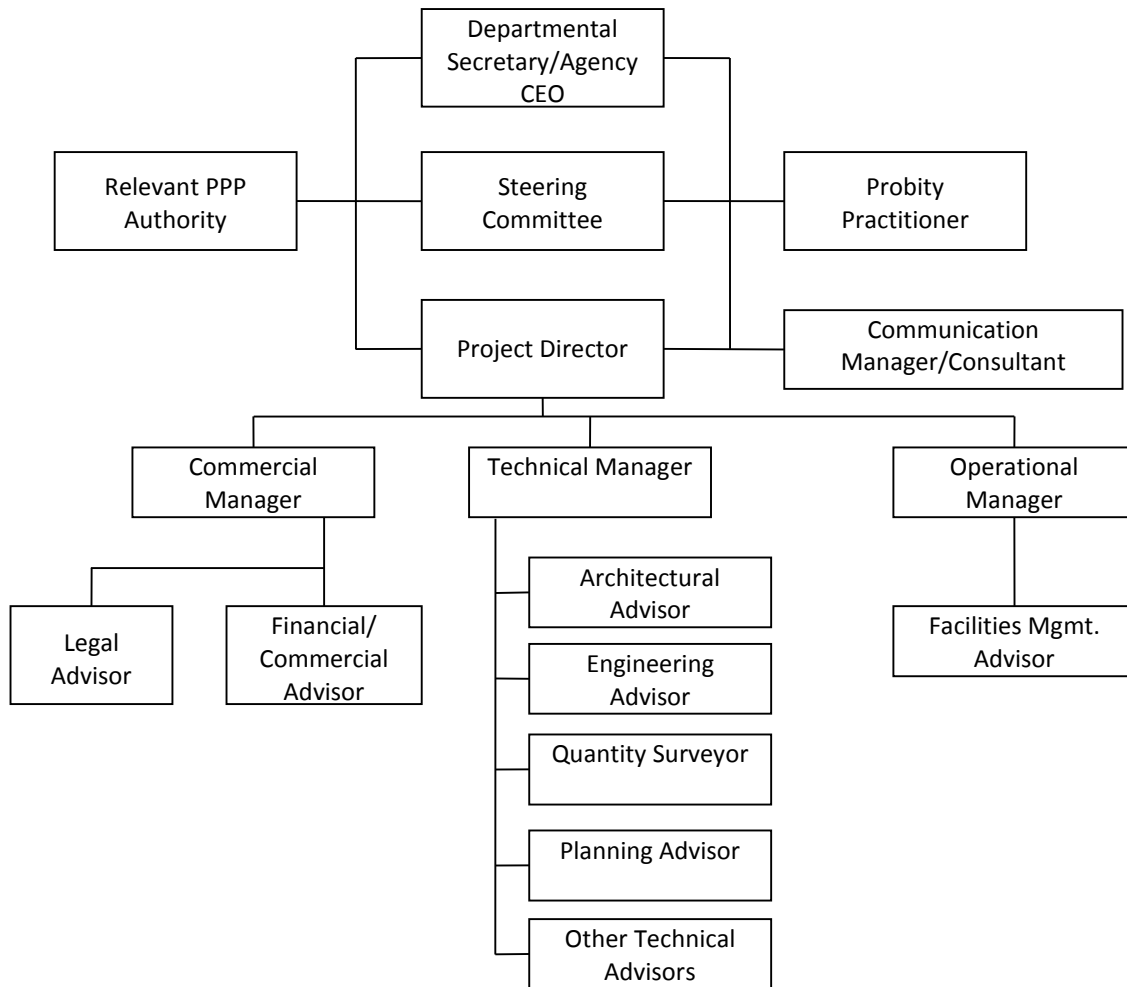 Departmental
Secretary/Agency
CEO
Relevant PPP
Authority
Steering
Committee
Probity
Practitioner
Project Director
Communication
Manager/Consultant
Commercial
Manager
Technical Manager
Operational
Manager
Legal
Advisor
Financial/
Commercial
Advisor
Architectural
Advisor
Engineering
Advisor
Quantity Surveyor
Planning Advisor
Other Technical
Advisors
Facilities Mgmt.
Advisor